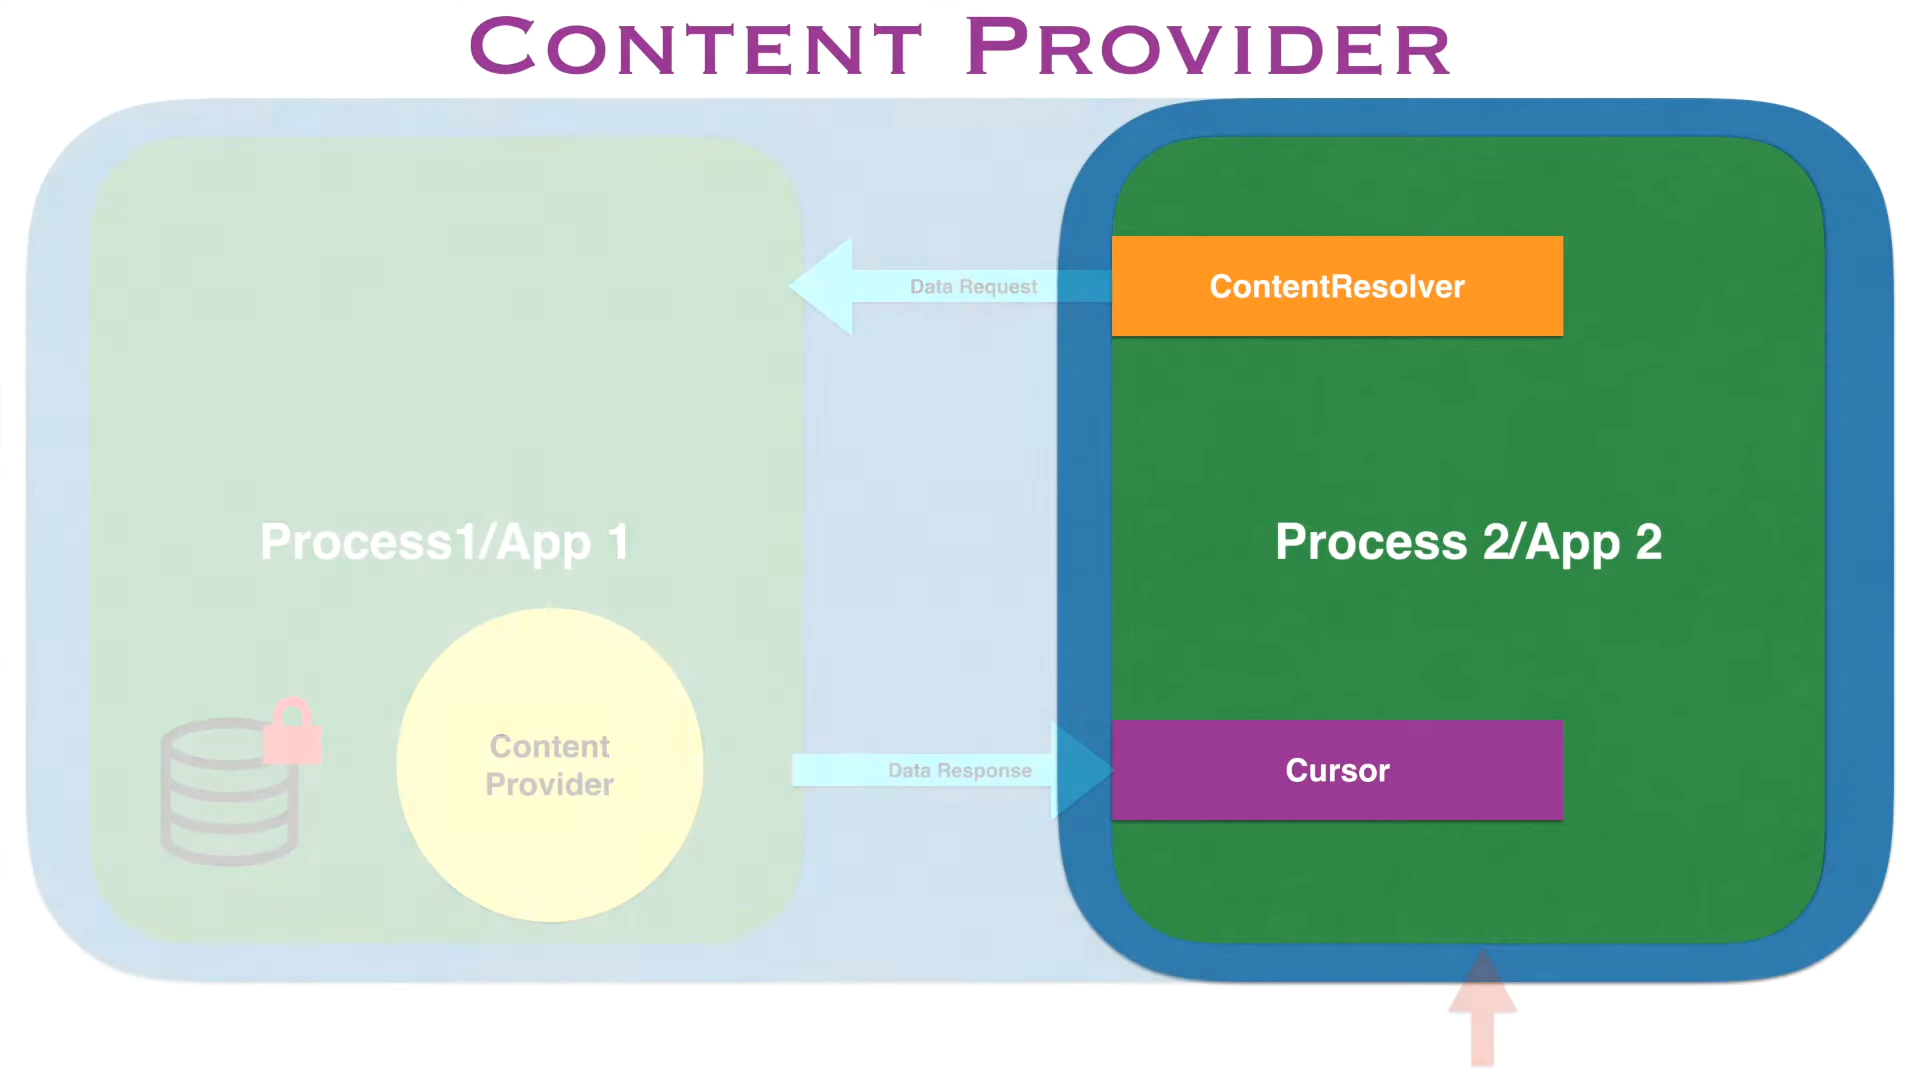 CONTENT PROVIDER
Data Request
ContentResolver
Process1/App 1
Process 2/App 2
Content
Provider
Data Response
Cursor